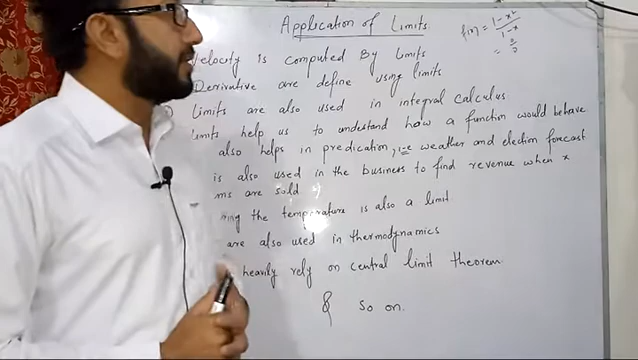 Application of Limits
f(x) = 1-x² / 1-x
= 0/0
Velocity is computed By limits
Derivative are define using limits
Limits are also used in integral calculus
limits help us to undestand how a function would behave
also helps in predication, i.e weather and election forecast
is also used in the business to find revenue when x
ms are sold
ring the temperature is also a limit
are also used in thermodynamics
heavily rely on central limit theorem
& so on.